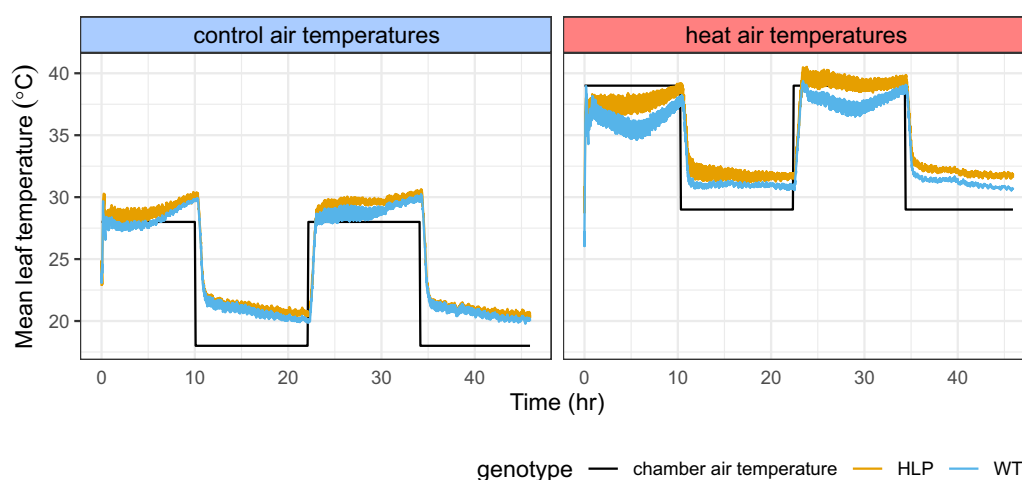 control air temperatures
heat air temperatures
Mean leaf temperature (°C)
40
35
30
25
20
0
10
20
30
40
0
10
20
30
40
Time (hr)
genotype
chamber air temperature
HLP
WT